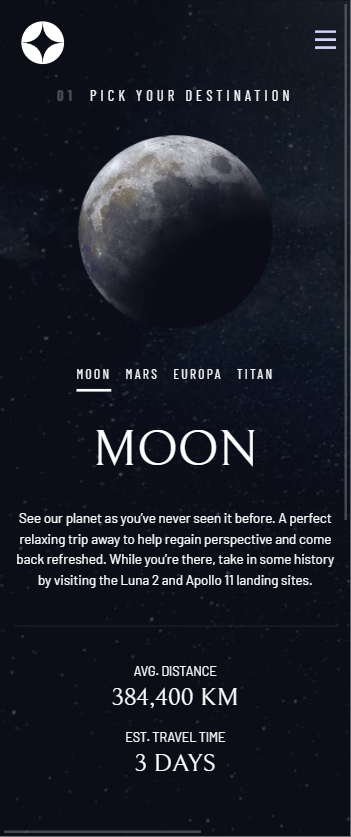 01 PICK YOUR DESTINATION
MOON MARS EUROPA TITAN
MOON
See our planet as you've never seen it before. A perfect
relaxing trip away to help regain perspective and come
back refreshed. While you're there, take in some history
by visiting the Luna 2 and Apollo 11 landing sites.
AVG. DISTANCE
384,400 KM
EST. TRAVEL TIME
3 DAYS